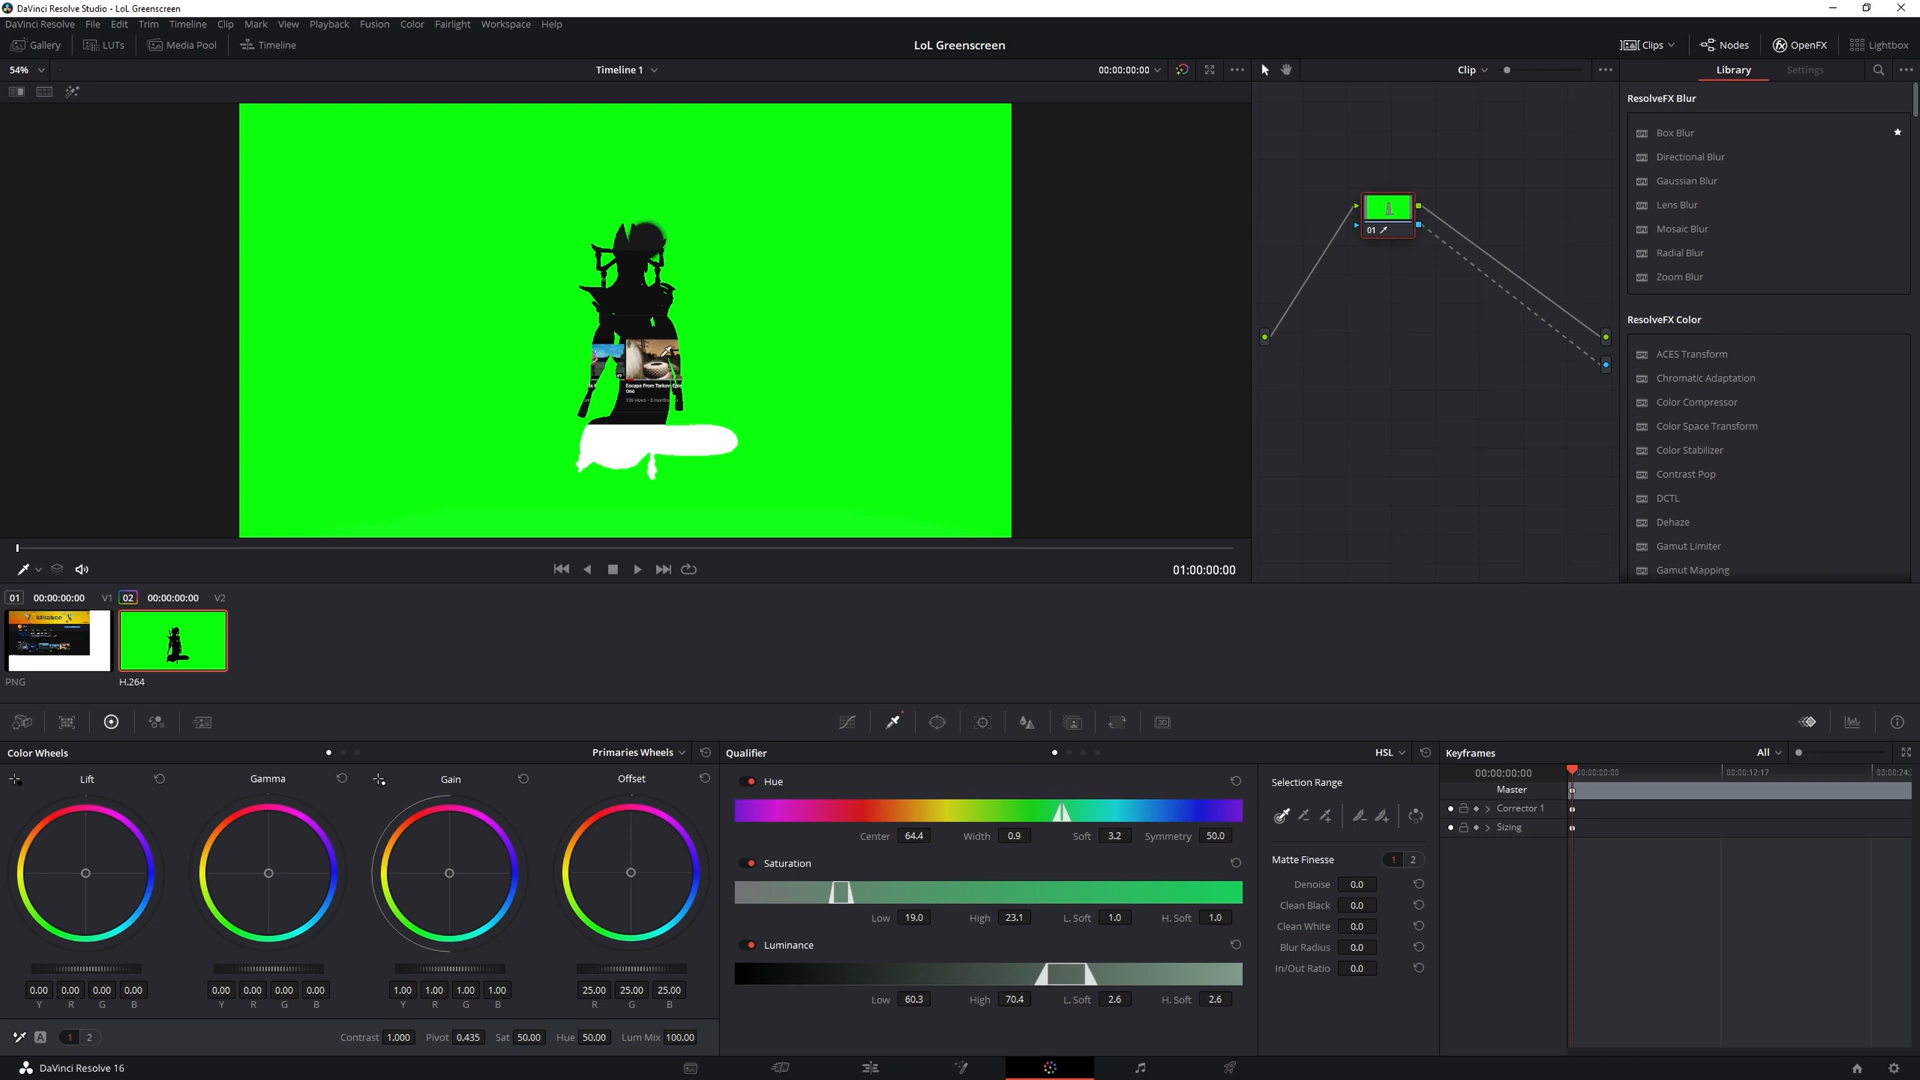 DaVinci Resolve Studio - LoL Greenscreen
DaVinci Resolve File Edit Trim Timeline Clip Mark View Playback Fusion Color Fairlight Workspace Help
Gallery LUTs Media Pool Timeline
LoL Greenscreen
Clips Nodes OpenFX Lightbox
54%
Timeline 1
00:00:00:00
Clip
Library Settings
ResolveFX Blur
Box Blur
Directional Blur
Gaussian Blur
Lens Blur
Mosaic Blur
Radial Blur
Zoom Blur
ResolveFX Color
ACES Transform
Chromatic Adaptation
Color Compressor
Color Space Transform
Color Stabilizer
Contrast Pop
DCTL
Dehaze
Gamut Limiter
Gamut Mapping
01
Escape From Tarkov
One
01:00:00:00
01 00:00:00:00 V1 02 00:00:00:00 V2
PNG H.264
Color Wheels Primaries Wheels
Lift Gamma Gain Offset
0.00 0.00 0.00 0.00 0.00 0.00 0.00 0.00 1.00 1.00 1.00 1.00 25.00 25.00 25.00
Y R G B Y R G B Y R G B R G B
A 1 2 Contrast 1.000 Pivot 0.435 Sat 50.00 Hue 50.00 Lum Mix 100.00
Qualifier HSL
Hue
Center 64.4 Width 0.9 Soft 3.2 Symmetry 50.0
Saturation
Low 19.0 High 23.1 L. Soft 1.0 H. Soft 1.0
Luminance
Low 60.3 High 70.4 L. Soft 2.6 H. Soft 2.6
Selection Range
Matte Finesse 1 2
Denoise 0.0
Clean Black 0.0
Clean White 0.0
Blur Radius 0.0
In/Out Ratio 0.0
Keyframes All
00:00:00:00 00:00:00:00 00:00:12:17 00:00:24:
Master
Corrector 1
Sizing
DaVinci Resolve 16